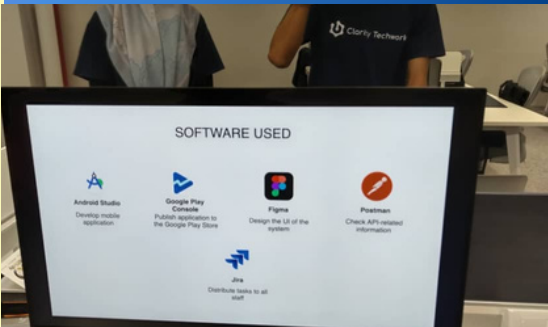 Clarity Techworks
SOFTWARE USED
Android Studio
Develop mobile
application
Google Play
Console
Publish application to
the Google Play Store
Figma
Design the UI of the
system
Postman
Check API-related
information
Jira
Distribute tasks to all
staff